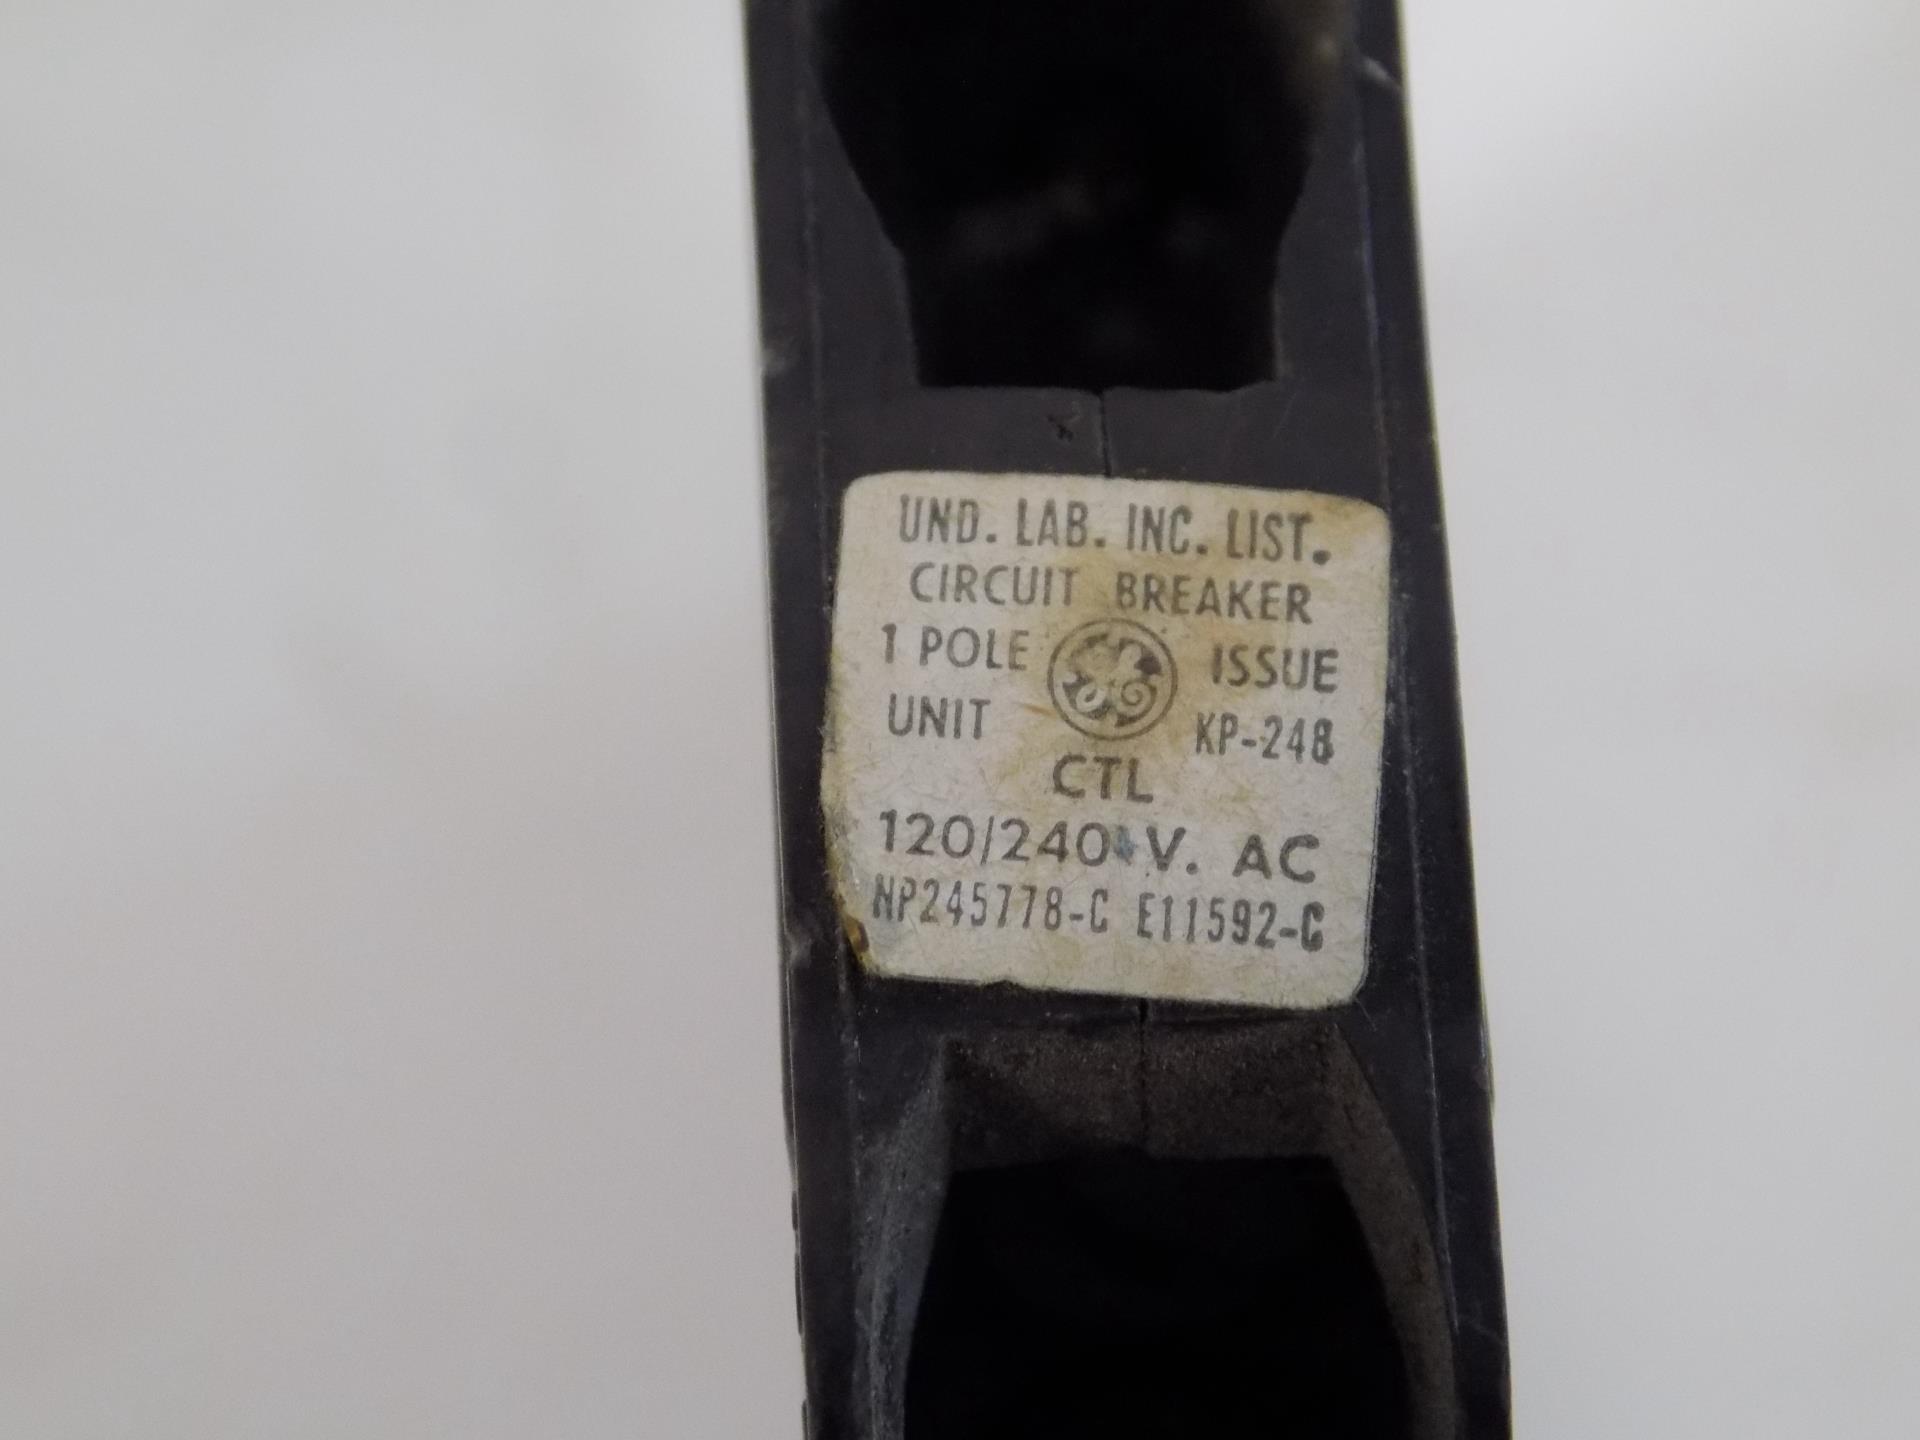 UND. LAB. INC. LIST.
CIRCUIT BREAKER
1 POLE ISSUE
UNIT KP-248
CTL
120/240 V. AC
NP245778-C E11592-C